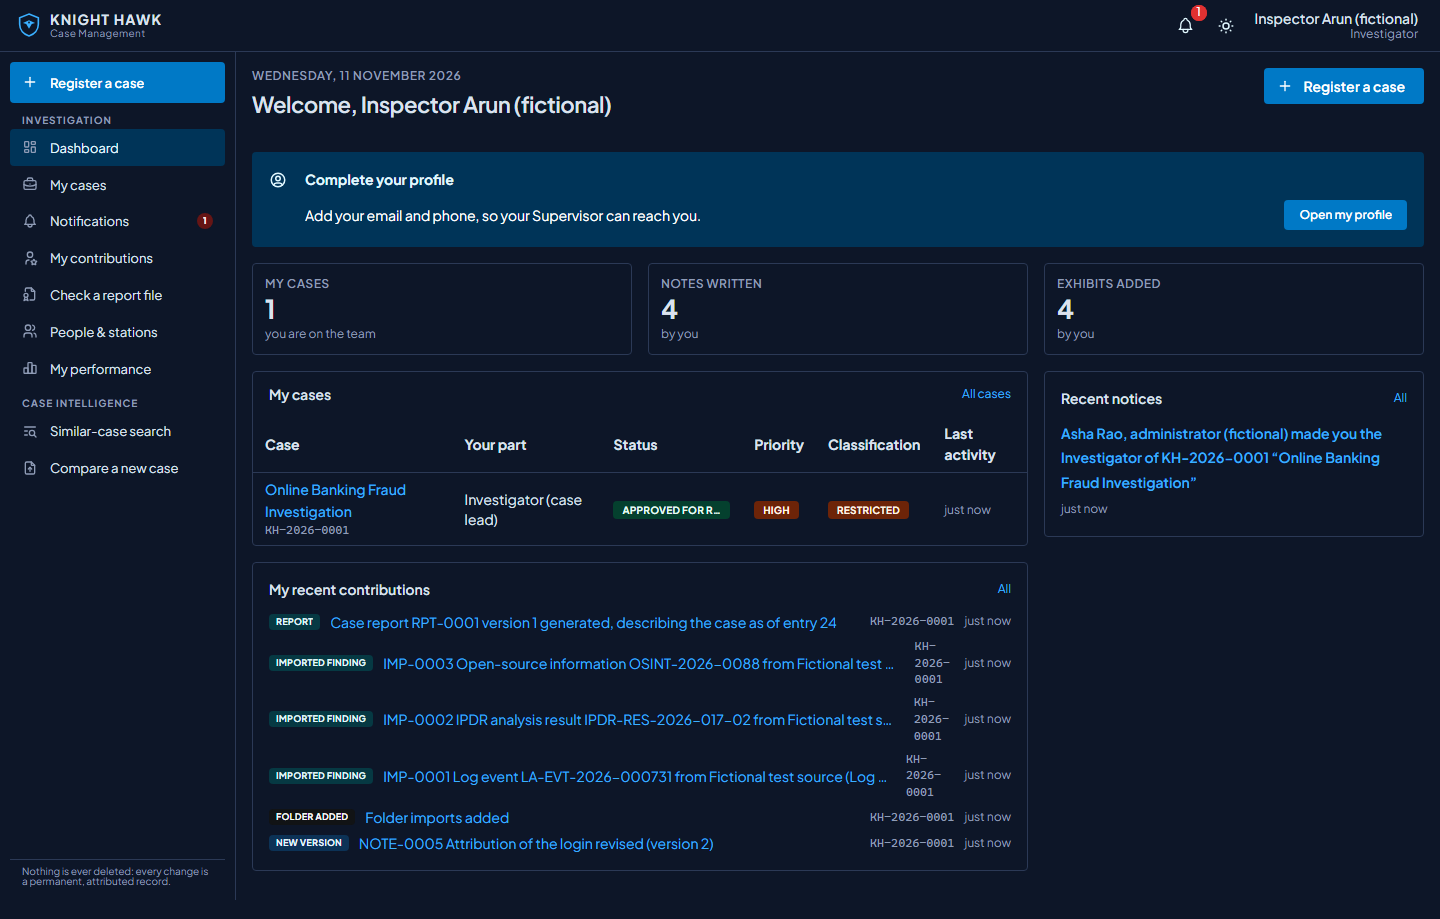 KNIGHT HAWK
Case Management
1
Inspector Arun (fictional)
Investigator
Register a case
INVESTIGATION
Dashboard
My cases
Notifications
1
My contributions
Check a report file
People & stations
My performance
CASE INTELLIGENCE
Similar-case search
Compare a new case
Nothing is ever deleted: every change is
a permanent, attributed record.
WEDNESDAY, 11 NOVEMBER 2026
Welcome, Inspector Arun (fictional)
Register a case
Complete your profile
Add your email and phone, so your Supervisor can reach you.
Open my profile
MY CASES
1
you are on the team
NOTES WRITTEN
4
by you
EXHIBITS ADDED
4
by you
My cases
All cases
Case Your part Status Priority Classification Last
activity
Online Banking Fraud
Investigation
KH-2026-0001
Investigator (case
lead)
APPROVED FOR R…
HIGH
RESTRICTED
just now
Recent notices
All
Asha Rao, administrator (fictional) made you the
Investigator of KH-2026-0001 “Online Banking
Fraud Investigation”
just now
My recent contributions
All
REPORT Case report RPT-0001 version 1 generated, describing the case as of entry 24 KH-2026-0001 just now
IMPORTED FINDING IMP-0003 Open-source information OSINT-2026-0088 from Fictional test …
KH-
2026-
0001
just now
IMPORTED FINDING IMP-0002 IPDR analysis result IPDR-RES-2026-017-02 from Fictional test s…
KH-
2026-
0001
just now
IMPORTED FINDING IMP-0001 Log event LA-EVT-2026-000731 from Fictional test source (Log …
KH-
2026-
0001
just now
FOLDER ADDED Folder imports added KH-2026-0001 just now
NEW VERSION NOTE-0005 Attribution of the login revised (version 2) KH-2026-0001 just now